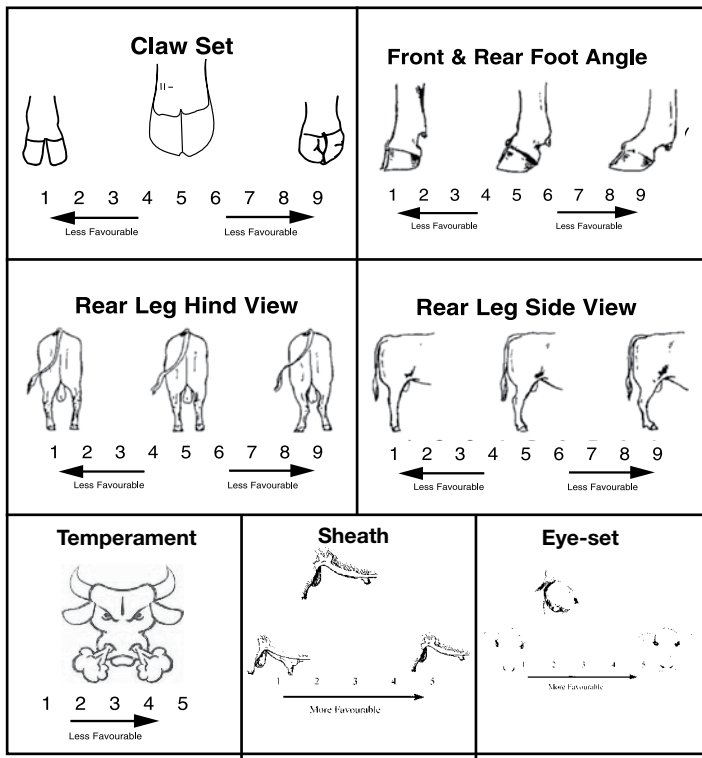 Claw Set
1 2 3 4 5 6 7 8 9
Less Favourable Less Favourable
Front & Rear Foot Angle
1 2 3 4 5 6 7 8 9
Less Favourable Less Favourable
Rear Leg Hind View
1 2 3 4 5 6 7 8 9
Less Favourable Less Favourable
Rear Leg Side View
1 2 3 4 5 6 7 8 9
Less Favourable Less Favourable
Temperament
1 2 3 4 5
Less Favourable
Sheath
1 2 3 4 5
More Favourable
Eye-set
1 2 3 4 5
More Favourable